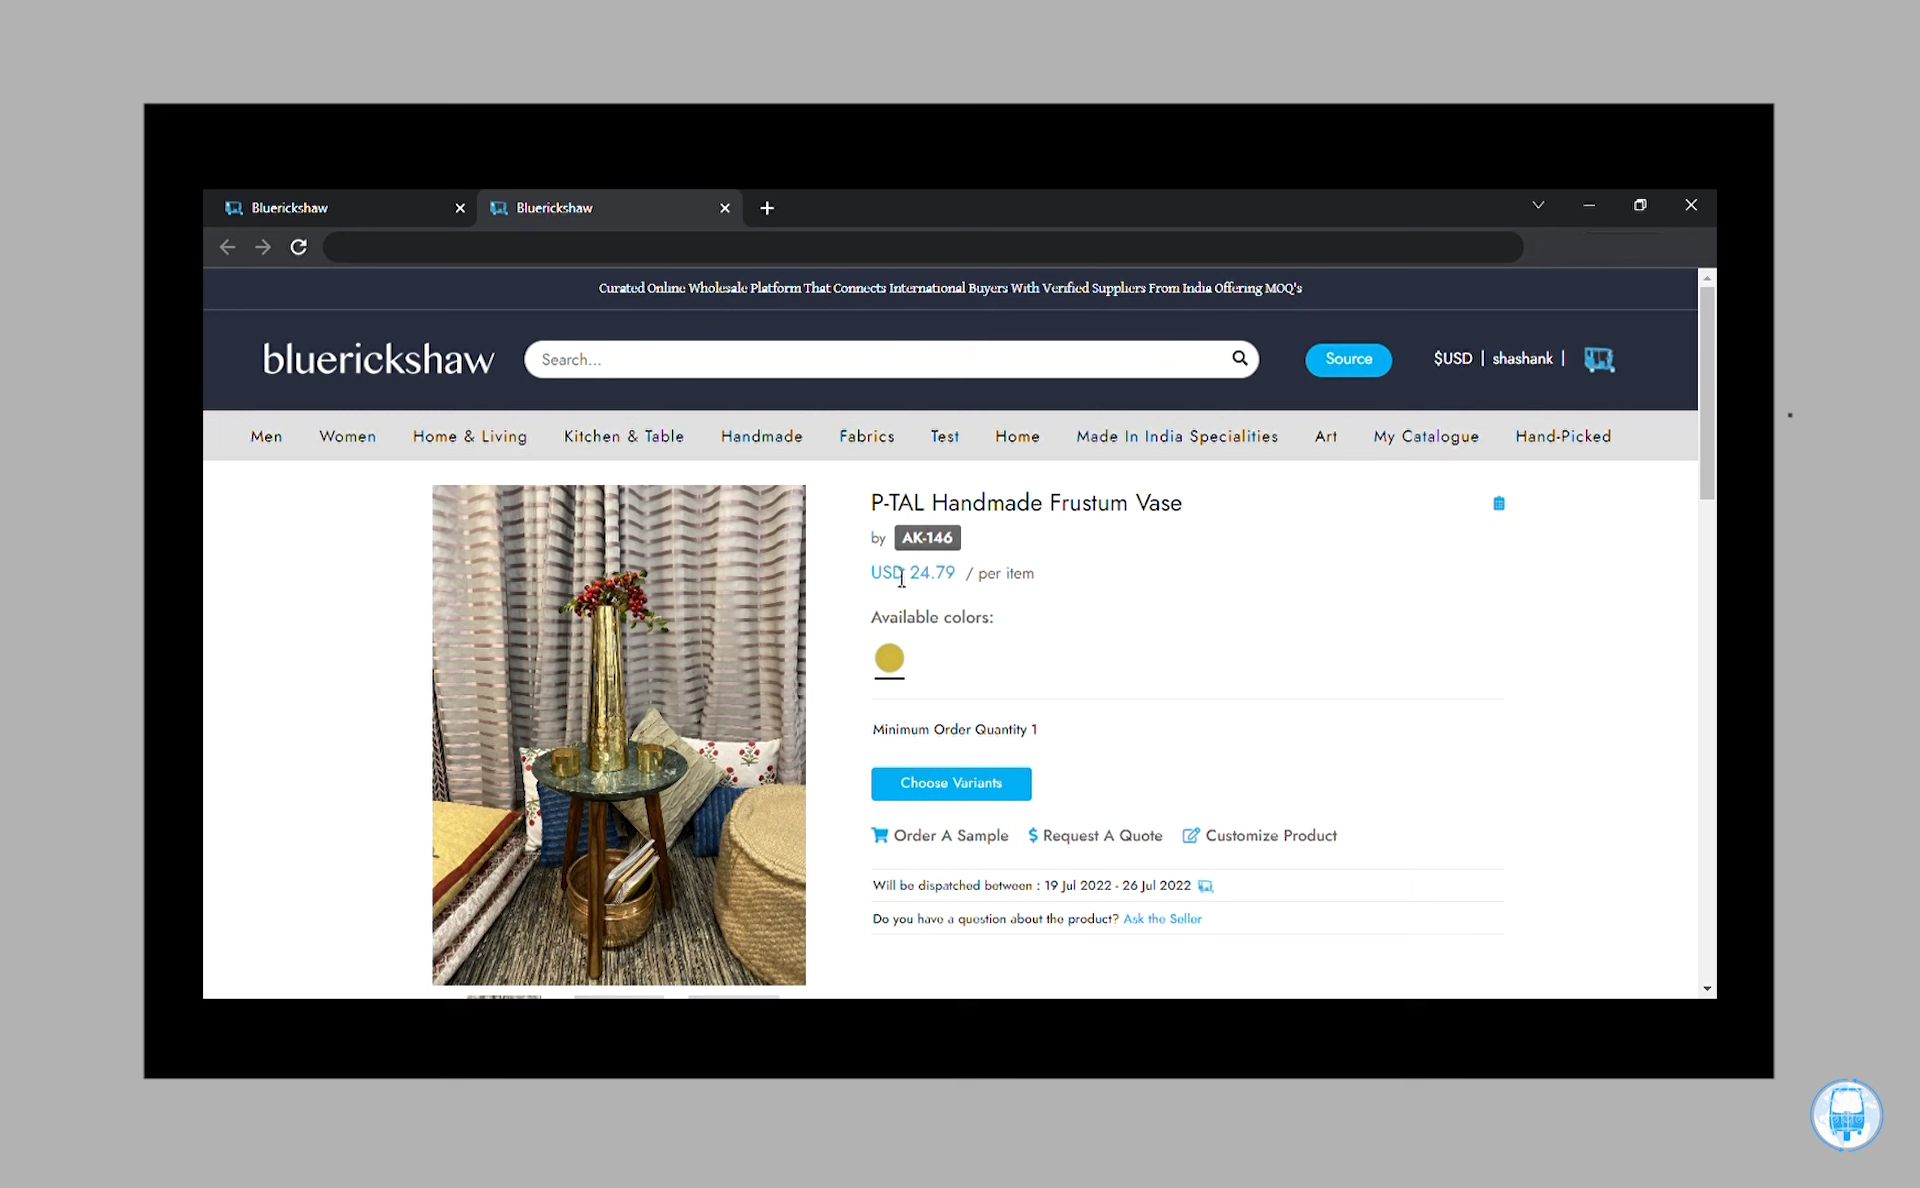 Bluerickshaw
Bluerickshaw
Curated Online Wholesale Platform That Connects International Buyers With Verified Suppliers From India Offering MOQ's
bluerickshaw
Search...
Source
$USD | shashank |
Men Women Home & Living Kitchen & Table Handmade Fabrics Test Home Made In India Specialities Art My Catalogue Hand-Picked
P-TAL Handmade Frustum Vase
by AK-146
USD 24.79 / per item
Available colors:
Minimum Order Quantity 1
Choose Variants
Order A Sample $ Request A Quote Customize Product
Will be dispatched between : 19 Jul 2022 - 26 Jul 2022
Do you have a question about the product? Ask the Seller